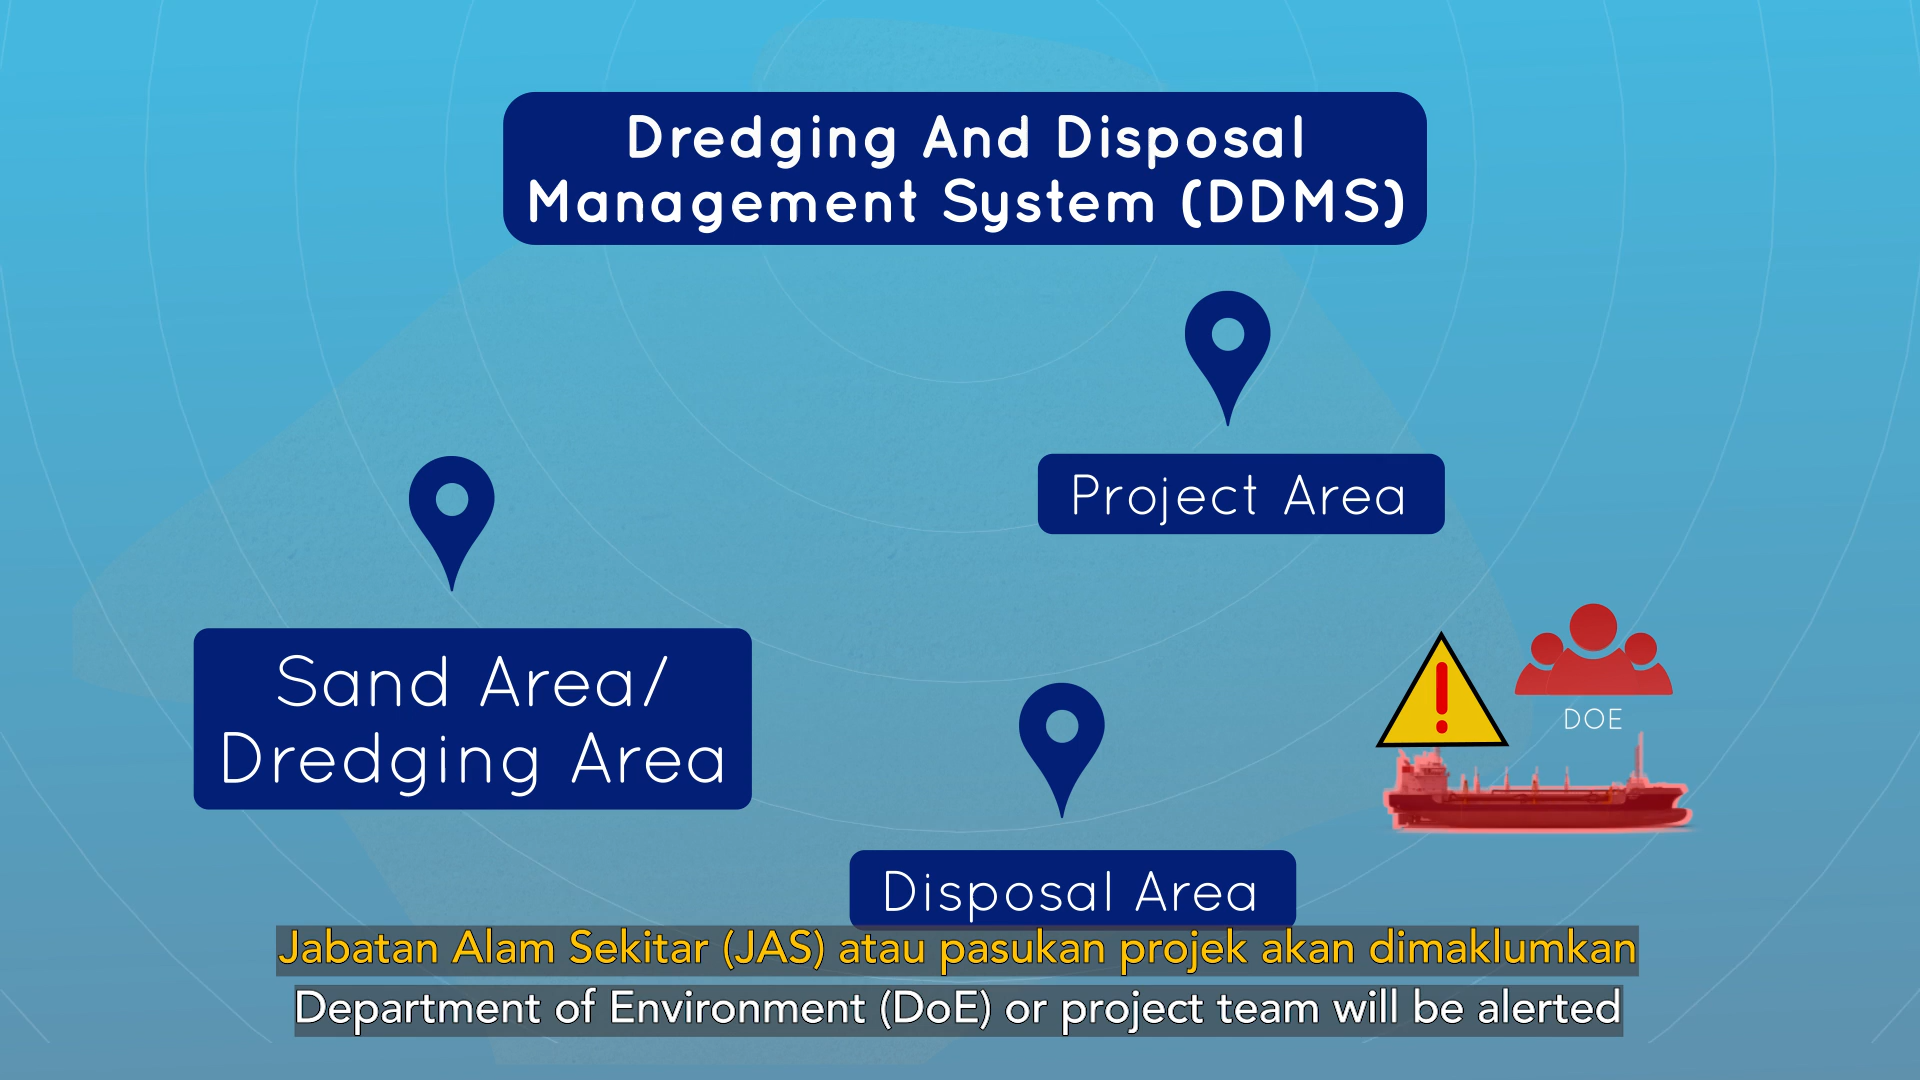 Dredging And Disposal
Management System (DDMS)
Project Area
Sand Area/
Dredging Area
DOE
Disposal Area
Jabatan Alam Sekitar (JAS) atau pasukan projek akan dimaklumkan
Department of Environment (DoE) or project team will be alerted